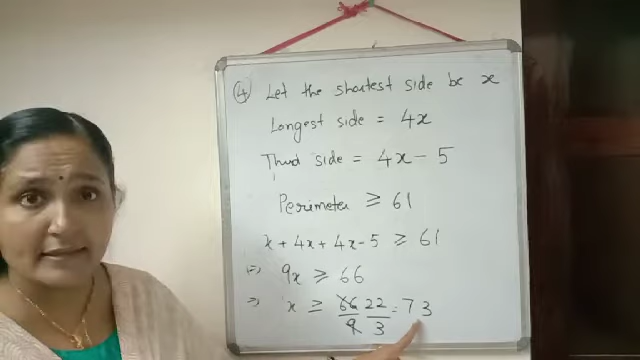 ④ Let the shortest side be x
Longest side = 4x
Third side = 4x - 5
Perimeter ≥ 61
x + 4x + 4x - 5 ≥ 61
⇒ 9x ≥ 66
⇒ x ≥ 66/9 22/3 = 7.3